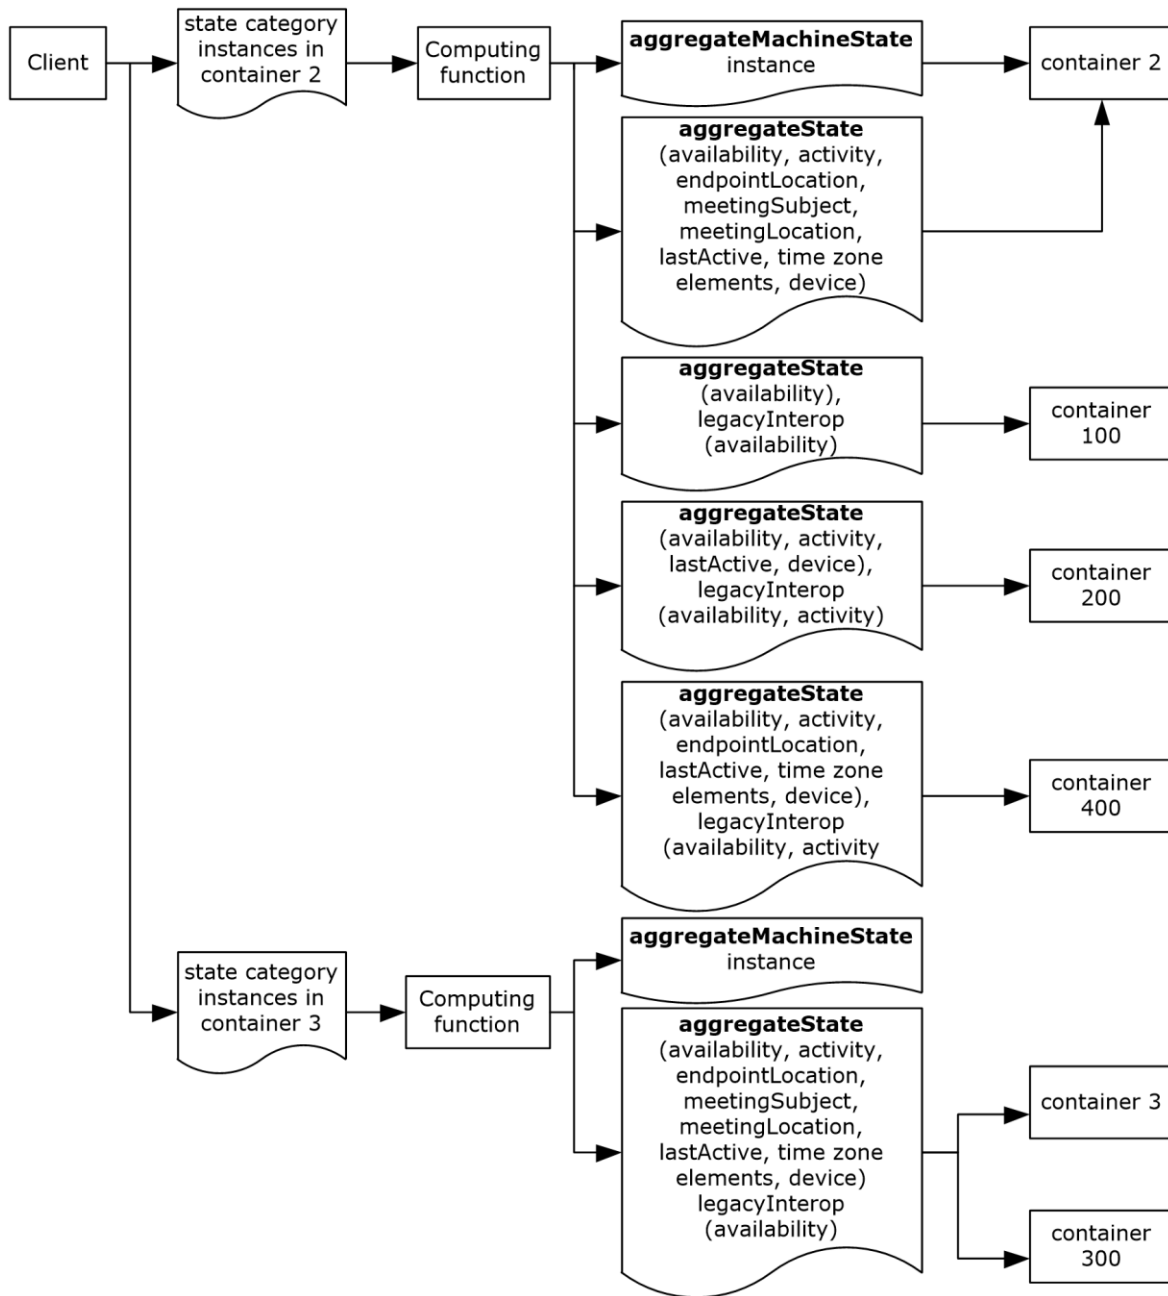 Client
state category
instances in
container 2
Computing
function
aggregateMachineState
instance
container 2
aggregateState
(availability, activity,
endpointLocation,
meetingSubject,
meetingLocation,
lastActive, time zone
elements, device)
aggregateState
(availability),
legacyInterop
(availability)
container
100
aggregateState
(availability, activity,
lastActive, device),
legacyInterop
(availability, activity)
container
200
aggregateState
(availability, activity,
endpointLocation,
lastActive, time zone
elements, device),
legacyInterop
(availability, activity
container
400
state category
instances in
container 3
Computing
function
aggregateMachineState
instance
aggregateState
(availability, activity,
endpointLocation,
meetingSubject,
meetingLocation,
lastActive, time zone
elements, device)
legacyInterop
(availability)
container 3
container
300